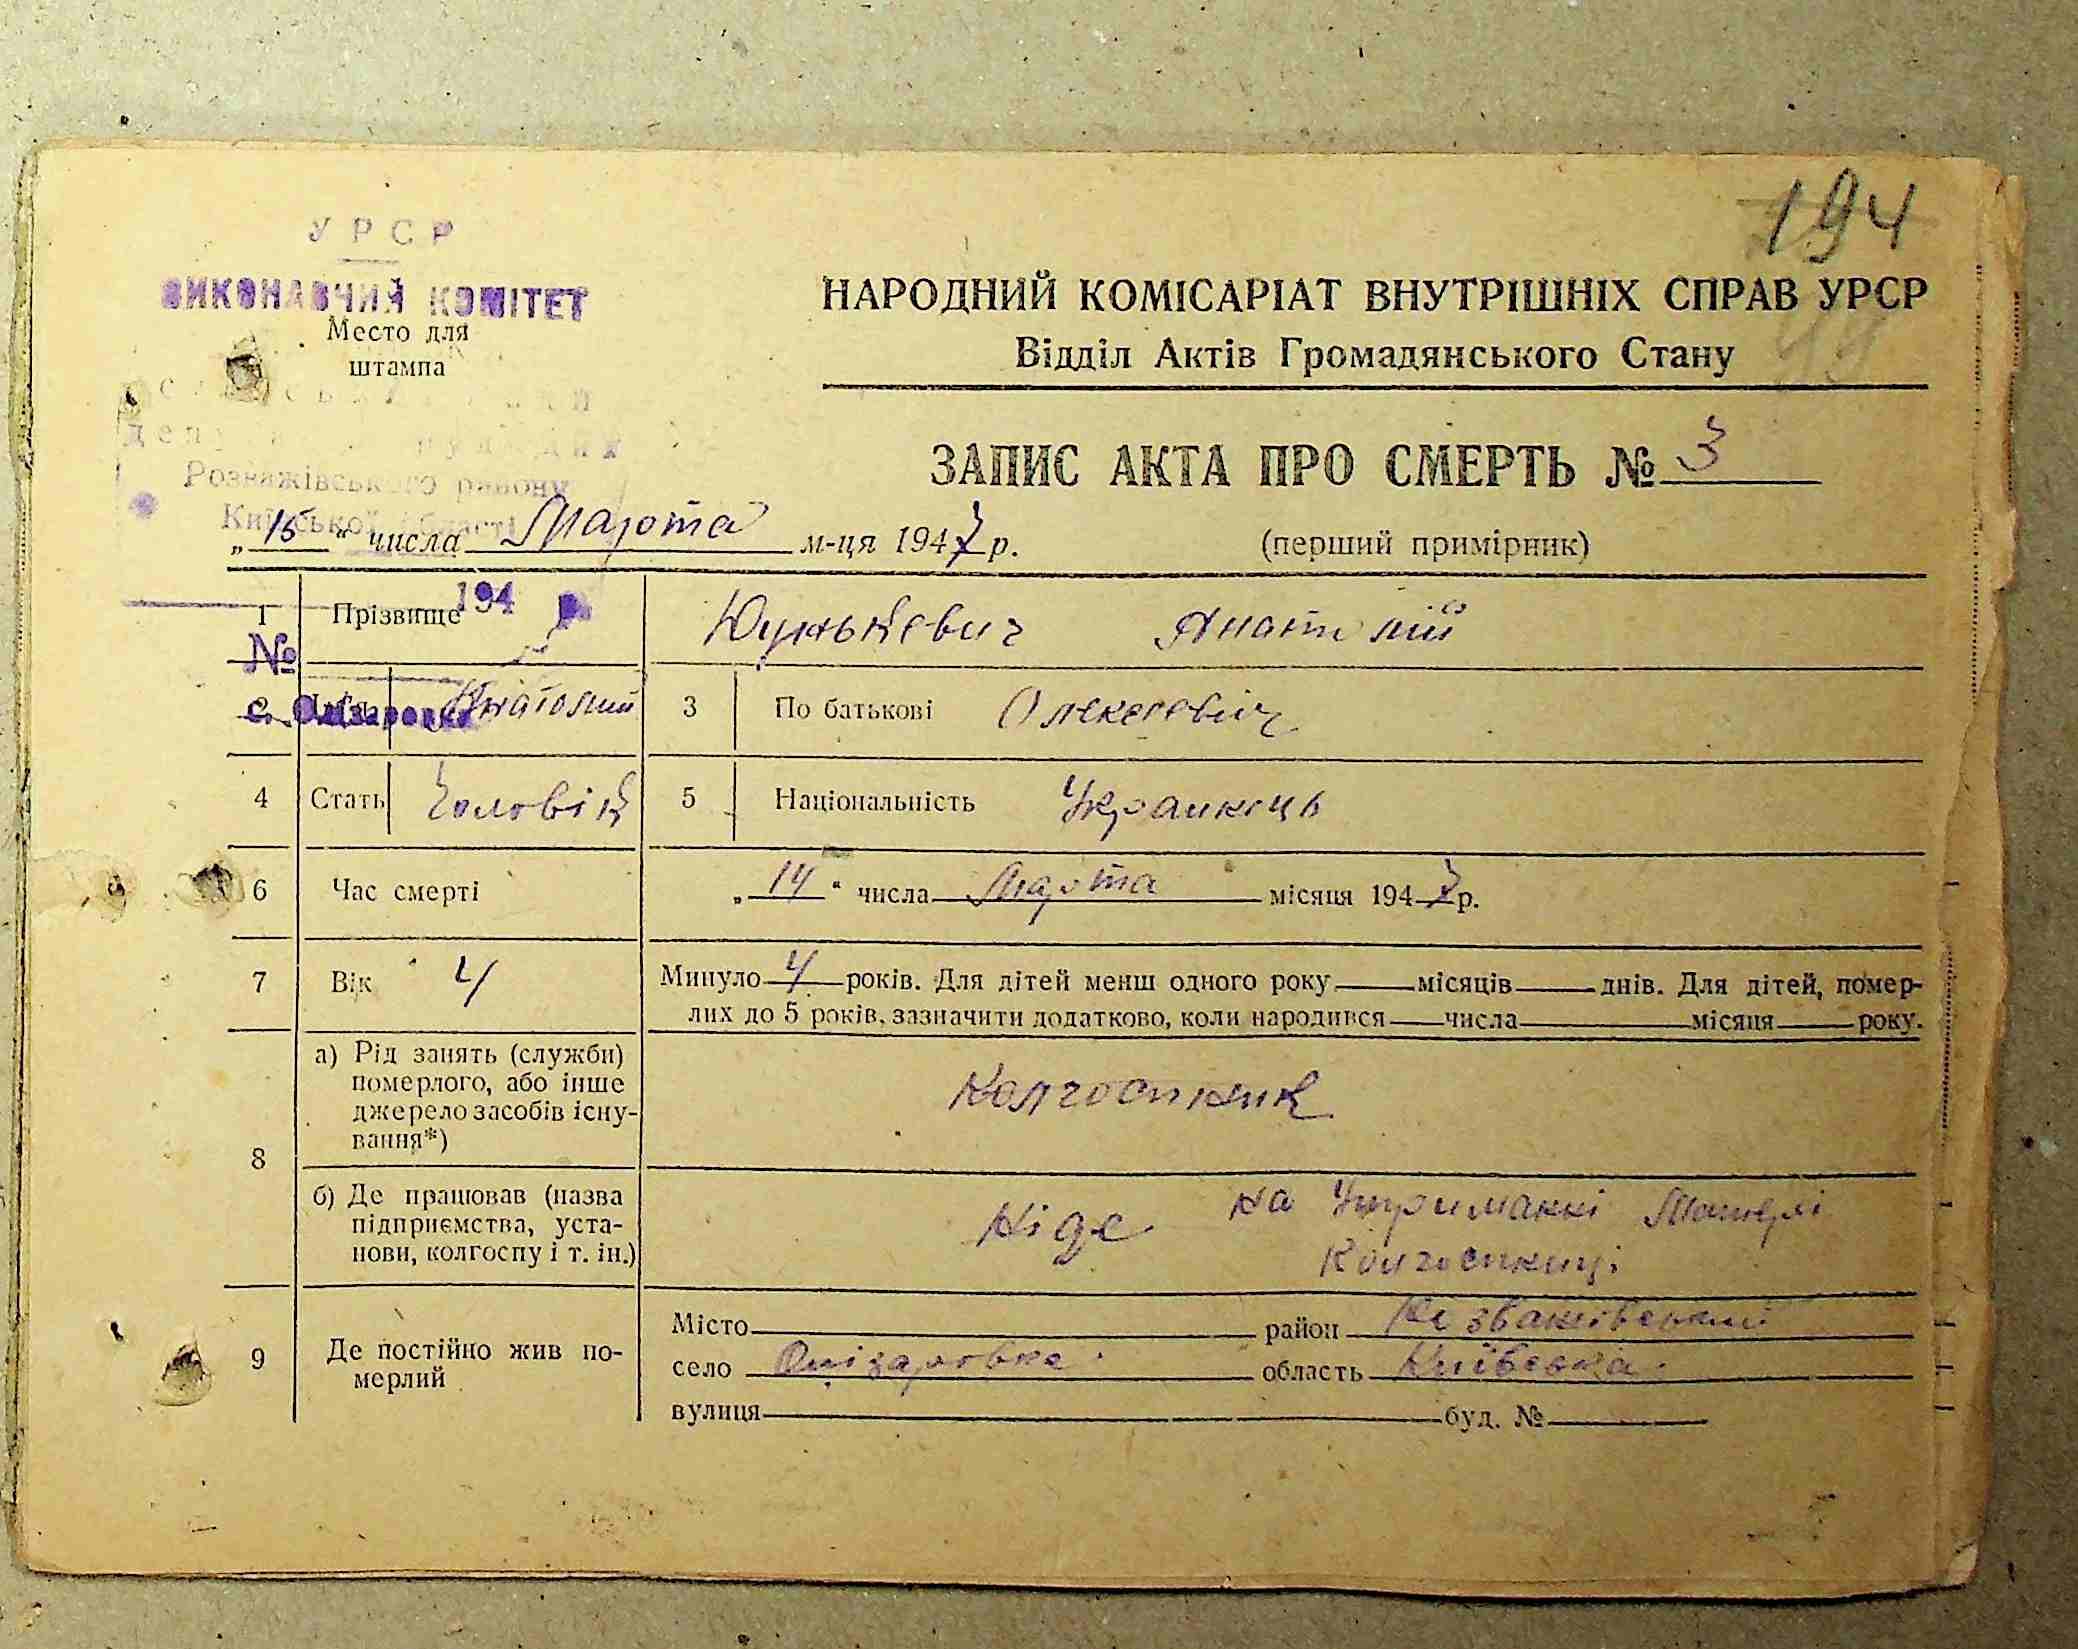 194
УРСР
ВИКОНАВЧИЙ КОМІТЕТ
Место для
штампа
Розважівського району
Київської області
194
№
с.
НАРОДНИЙ КОМІСАРІАТ ВНУТРІШНІХ СПРАВ УРСР
Відділ Актів Громадянського Стану
ЗАПИС АКТА ПРО СМЕРТЬ № 3
„15“ числа Марта м-ця 1947 р. (перший примірник)
1 Прізвище Юцькевич Анатолій
2 Анатолий 3 По батькові Олексеевіч
4 Стать Чоловік 5 Національність Украинець
6 Час смерті „14“ числа Марта місяця 1947 р.
7 Вік 4 Минуло 4 років. Для дітей менш одного року місяців днів. Для дітей, помер-
лих до 5 років, зазначити додатково, коли народився числа місяця року.
8 а) Рід занять (служби)
померлого, або інше
джерело засобів існу-
вання*)
Колгоспник
б) Де працював (назва
підприємства, уста-
нови, колгоспу і т. ін.)
Ніде на Утриманні Матері
Колгоспниці
9 Де постійно жив по-
мерлий
Місто район Розважівський
село область Київська
вулиця буд. №